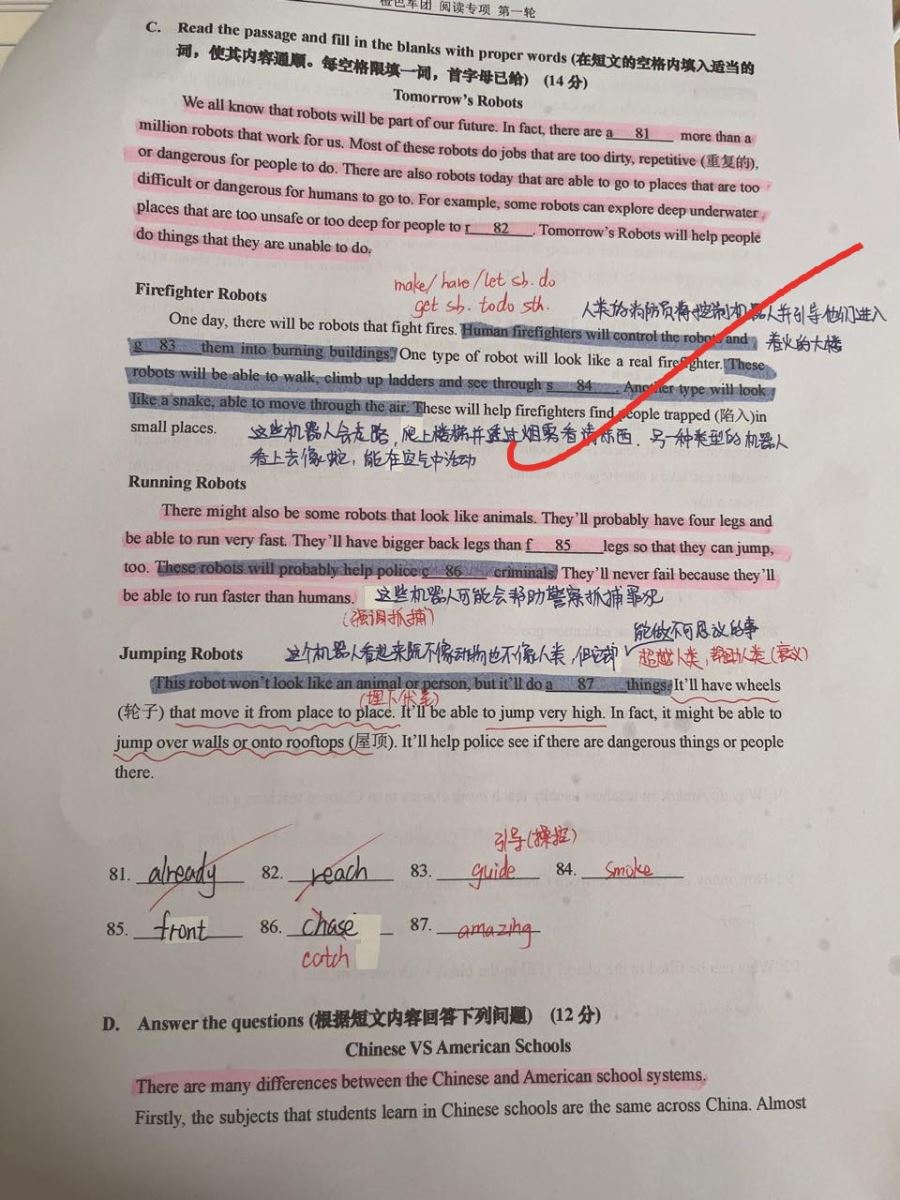 橙色军团 阅读专项 第一轮
C. Read the passage and fill in the blanks with proper words (在短文的空格内填入适当的
词，使其内容通顺。每空格限填一词，首字母已给) (14 分)
Tomorrow's Robots
We all know that robots will be part of our future. In fact, there are a 81 more than a
million robots that work for us. Most of these robots do jobs that are too dirty, repetitive (重复的),
or dangerous for people to do. There are also robots today that are able to go to places that are too
difficult or dangerous for humans to go to. For example, some robots can explore deep underwater
places that are too unsafe or too deep for people to r 82 . Tomorrow's Robots will help people
do things that they are unable to do.
make/have/let sb. do
get sb. to do sth.
Firefighter Robots
人类的消防员将控制机器人并引导他们进入
着火的大楼
One day, there will be robots that fight fires. Human firefighters will control the robots and
g 83 them into burning buildings. One type of robot will look like a real firefighter. These
robots will be able to walk, climb up ladders and see through s 84 . Another type will look
like a snake, able to move through the air. These will help firefighters find people trapped (陷入)in
small places.
这些机器人会走路，爬上楼梯并透过烟雾看清东西。另一种类型的机器人
看上去像蛇，能在空气中活动
Running Robots
There might also be some robots that look like animals. They'll probably have four legs and
be able to run very fast. They'll have bigger back legs than f 85 legs so that they can jump,
too. These robots will probably help police c 86 criminals. They'll never fail because they'll
be able to run faster than humans.
这些机器人可能会帮助警察抓捕罪犯
(强调抓捕)
能做不可思议的事
Jumping Robots
这个机器人看起来既不像动物也不像人类，但它却
超越人类，帮助人类(褒义)
This robot won't look like an animal or person, but it'll do a 87 things. It'll have wheels
(埋下伏笔)
(轮子) that move it from place to place. It'll be able to jump very high. In fact, it might be able to
jump over walls or onto rooftops (屋顶). It'll help police see if there are dangerous things or people
there.
引导(操控)
81. already 82. reach 83. guide 84. smoke
85. front 86. chase 87. amazing
catch
D. Answer the questions (根据短文内容回答下列问题) (12 分)
Chinese VS American Schools
There are many differences between the Chinese and American school systems.
Firstly, the subjects that students learn in Chinese schools are the same across China. Almost